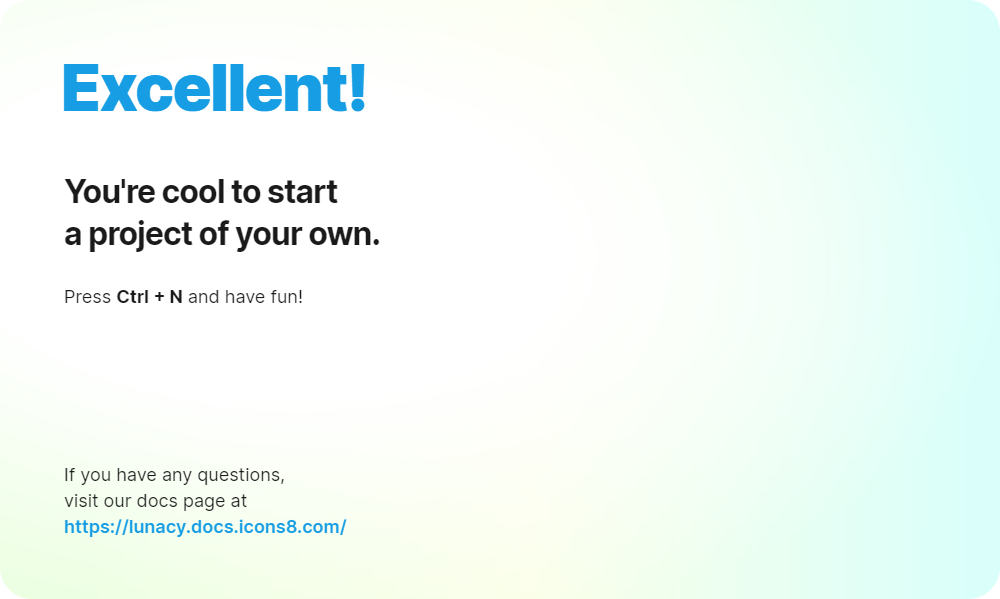 Excellent!
You're cool to start
a project of your own.
Press Ctrl + N and have fun!
If you have any questions,
visit our docs page at
https://lunacy.docs.icons8.com/